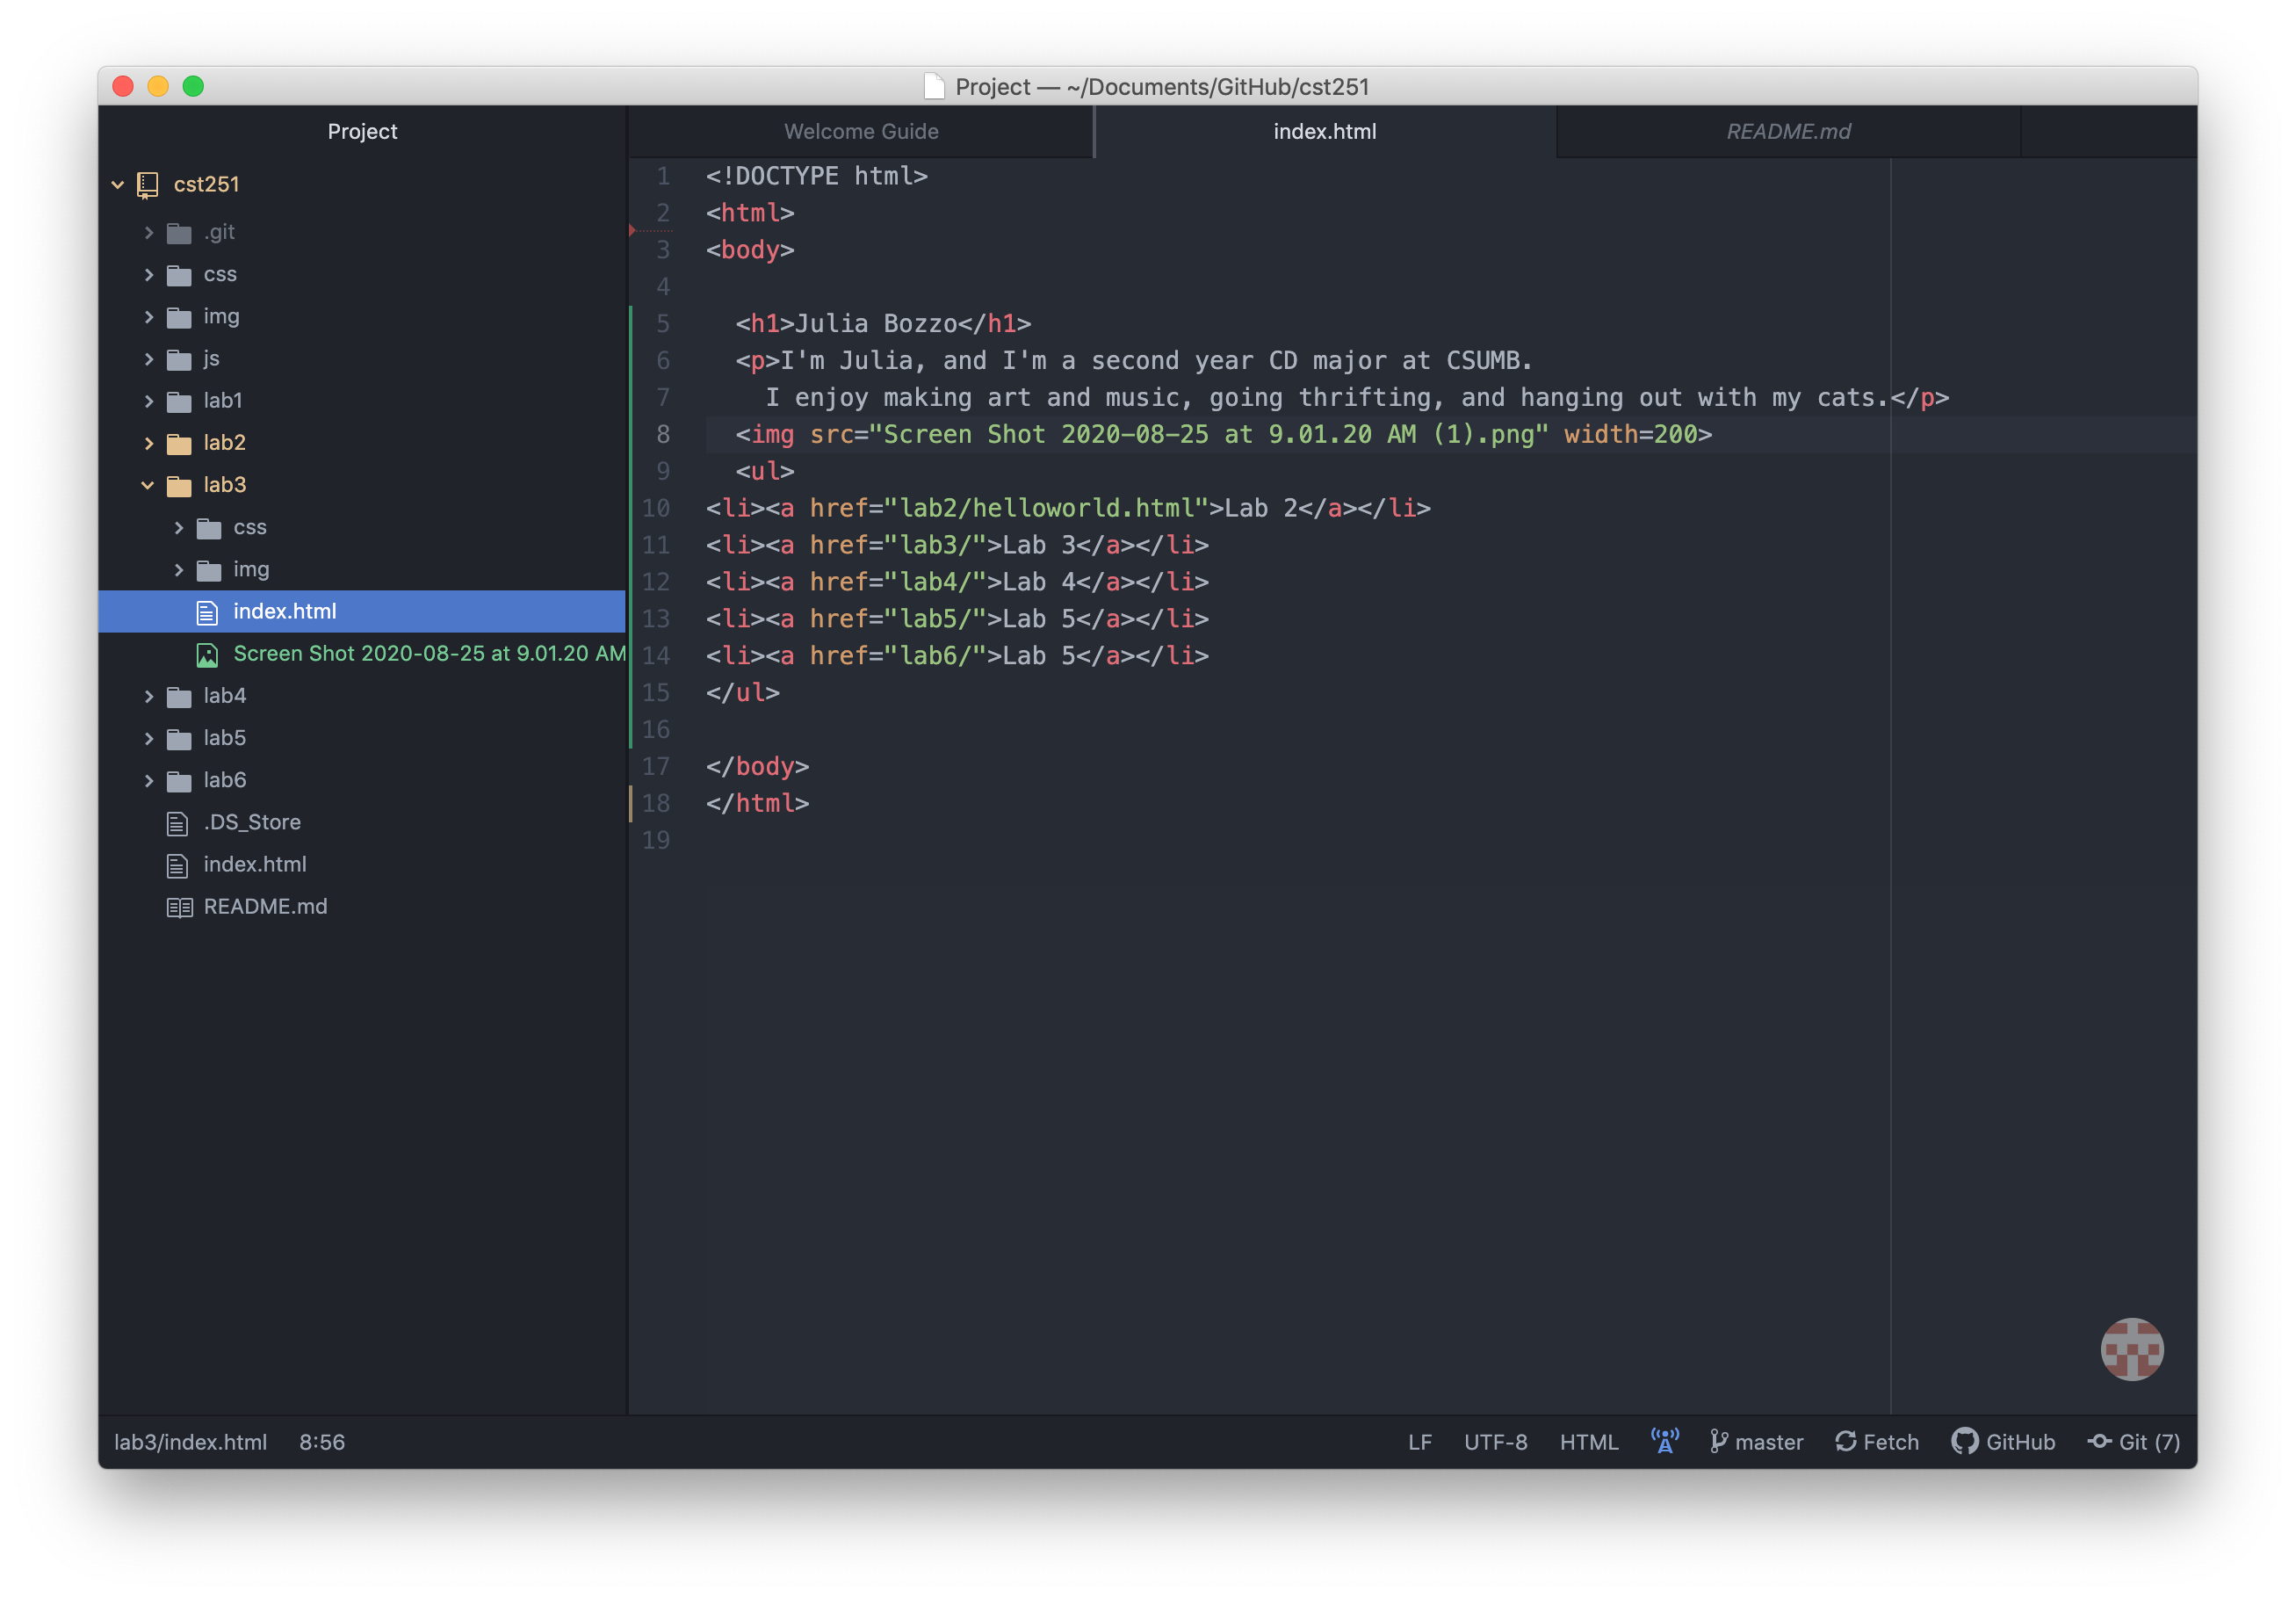 Project — ~/Documents/GitHub/cst251
Project
cst251
.git
css
img
js
lab1
lab2
lab3
css
img
index.html
Screen Shot 2020-08-25 at 9.01.20 AM
lab4
lab5
lab6
.DS_Store
index.html
README.md
Welcome Guide
index.html
README.md
1 <!DOCTYPE html>
2 <html>
3 <body>
4
5 <h1>Julia Bozzo</h1>
6 <p>I'm Julia, and I'm a second year CD major at CSUMB.
7 I enjoy making art and music, going thrifting, and hanging out with my cats.</p>
8 <img src="Screen Shot 2020-08-25 at 9.01.20 AM (1).png" width=200>
9 <ul>
10 <li><a href="lab2/helloworld.html">Lab 2</a></li>
11 <li><a href="lab3/">Lab 3</a></li>
12 <li><a href="lab4/">Lab 4</a></li>
13 <li><a href="lab5/">Lab 5</a></li>
14 <li><a href="lab6/">Lab 5</a></li>
15 </ul>
16
17 </body>
18 </html>
19
lab3/index.html 8:56
LF UTF-8 HTML master Fetch GitHub Git (7)